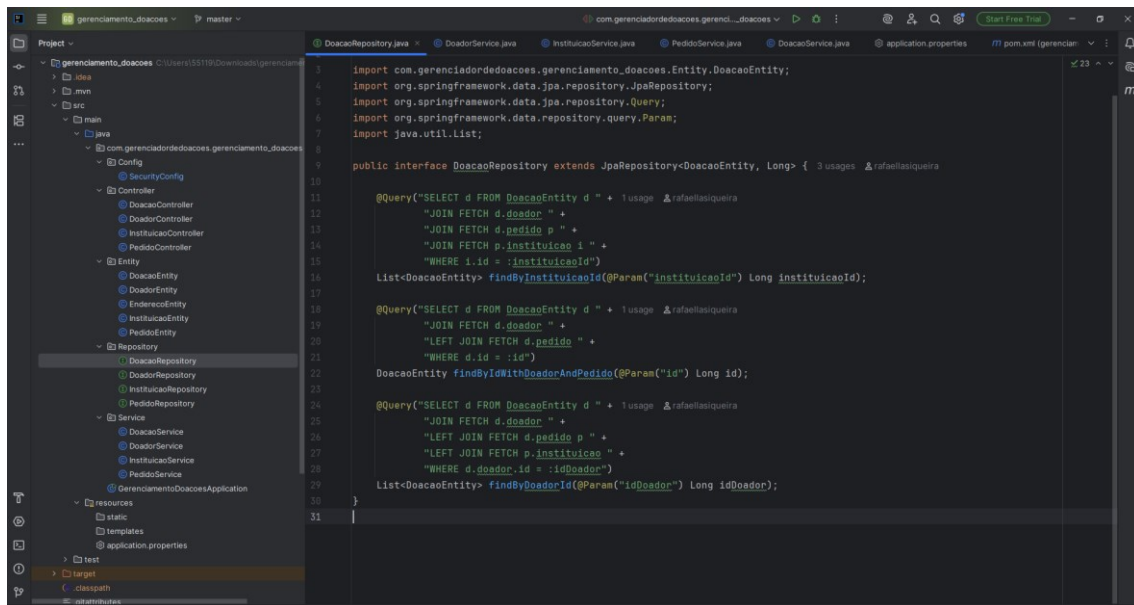 gerenciamento_doacoes
master
com.gerenciadordedoacoes.gerenci..._doacoes
Start Free Trial
Project
DoacaoRepository.java
DoadorService.java
InstituicaoService.java
PedidoService.java
DoacaoService.java
application.properties
pom.xml (gerencian
gerenciamento_doacoes C:\Users\55119\Downloads\gerenciame
.idea
.mvn
src
main
java
com.gerenciadordedoacoes.gerenciamento_doacoes
Config
SecurityConfig
Controller
DoacaoController
DoadorController
InstituicaoController
PedidoController
Entity
DoacaoEntity
DoadorEntity
EnderecoEntity
InstituicaoEntity
PedidoEntity
Repository
DoacaoRepository
DoadorRepository
InstituicaoRepository
PedidoRepository
Service
DoacaoService
DoadorService
InstituicaoService
PedidoService
GerenciamentoDoacoesApplication
resources
static
templates
application.properties
test
target
.classpath
.gitattributes
23
3 import com.gerenciadordedoacoes.gerenciamento_doacoes.Entity.DoacaoEntity;
4 import org.springframework.data.jpa.repository.JpaRepository;
5 import org.springframework.data.jpa.repository.Query;
6 import org.springframework.data.repository.query.Param;
7 import java.util.List;
8
9 public interface DoacaoRepository extends JpaRepository<DoacaoEntity, Long> { 3 usages rafaellasiqueira
10
11 @Query("SELECT d FROM DoacaoEntity d " + 1 usage rafaellasiqueira
12 "JOIN FETCH d.doador " +
13 "JOIN FETCH d.pedido p " +
14 "JOIN FETCH p.instituicao i " +
15 "WHERE i.id = :instituicaoId")
16 List<DoacaoEntity> findByInstituicaoId(@Param("instituicaoId") Long instituicaoId);
17
18 @Query("SELECT d FROM DoacaoEntity d " + 1 usage rafaellasiqueira
19 "JOIN FETCH d.doador " +
20 "LEFT JOIN FETCH d.pedido " +
21 "WHERE d.id = :id")
22 DoacaoEntity findByIdWithDoadorAndPedido(@Param("id") Long id);
23
24 @Query("SELECT d FROM DoacaoEntity d " + 1 usage rafaellasiqueira
25 "JOIN FETCH d.doador " +
26 "LEFT JOIN FETCH d.pedido p " +
27 "LEFT JOIN FETCH p.instituicao " +
28 "WHERE d.doador.id = :idDoador")
29 List<DoacaoEntity> findByDoadorId(@Param("idDoador") Long idDoador);
30 }
31